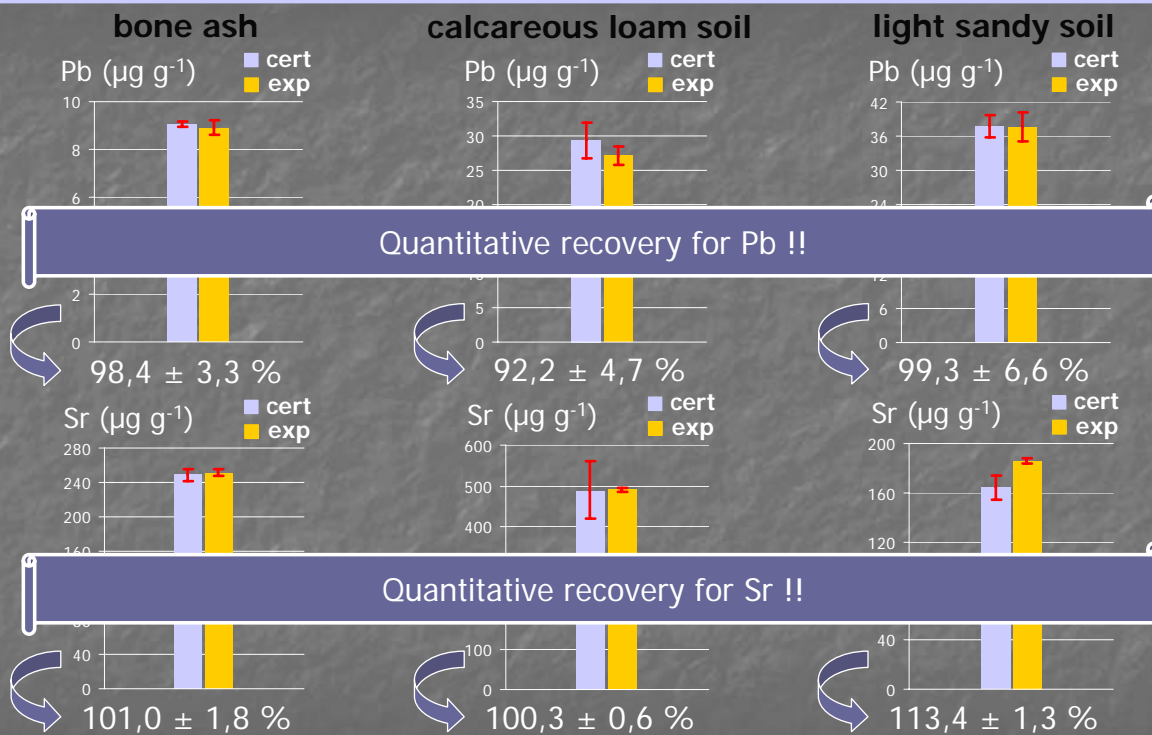 bone ash
calcareous loam soil
light sandy soil
Pb (µg g-1)
cert
exp
10
8
6
2
0
98,4 ± 3,3 %
Pb (µg g-1)
cert
exp
35
30
25
20
10
5
0
92,2 ± 4,7 %
Pb (µg g-1)
cert
exp
42
36
30
24
12
6
0
99,3 ± 6,6 %
Quantitative recovery for Pb !!
Sr (µg g-1)
cert
exp
280
240
200
160
80
40
0
101,0 ± 1,8 %
Sr (µg g-1)
cert
exp
600
500
400
100
0
100,3 ± 0,6 %
Sr (µg g-1)
cert
exp
200
160
120
40
0
113,4 ± 1,3 %
Quantitative recovery for Sr !!